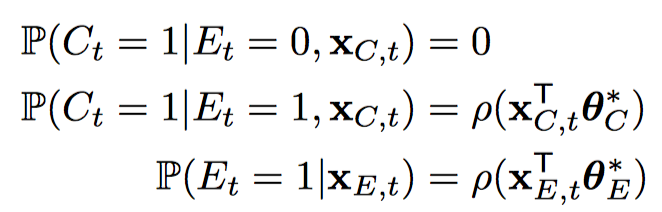 ℙ(C_t = 1|E_t = 0, 𝐱_{C,t}) = 0
ℙ(C_t = 1|E_t = 1, 𝐱_{C,t}) = ρ(𝐱_{C,t}^⊤ 𝜽_C^*)
ℙ(E_t = 1|𝐱_{E,t}) = ρ(𝐱_{E,t}^⊤ 𝜽_E^*)